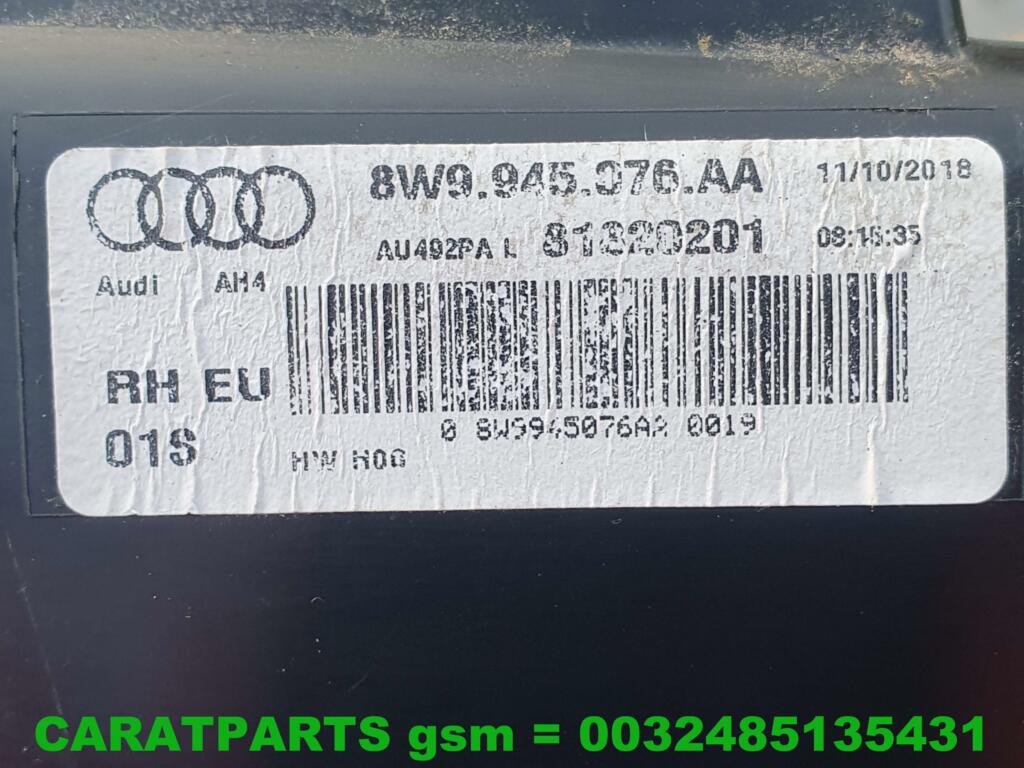 8W9.945.076.AA 11/10/2018
AU492PA L 81820201 08:15:35
Audi AH4
RH EU
01S
0 8W9945076AA 0019
HW H06
CARATPARTS gsm = 0032485135431